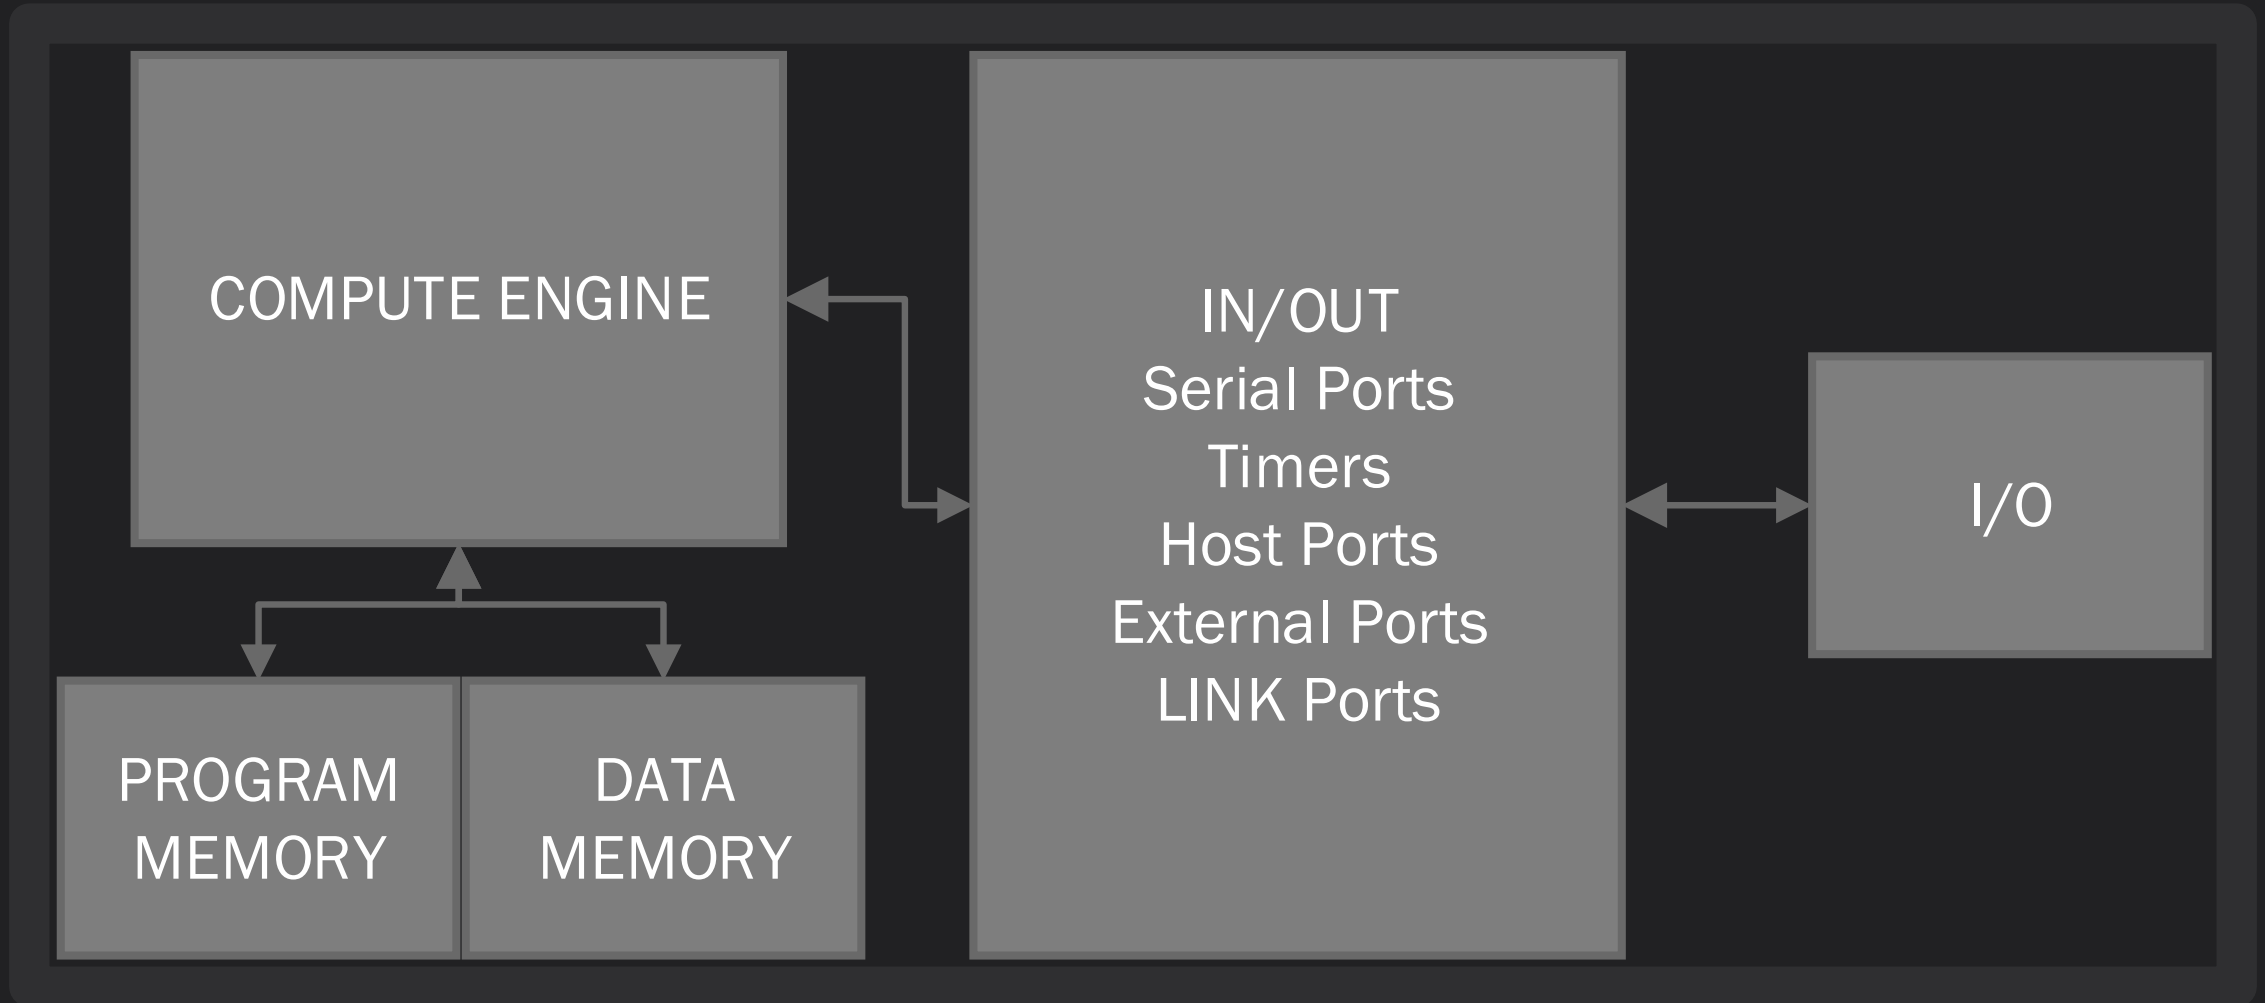 COMPUTE ENGINE
IN/OUT
Serial Ports
Timers
Host Ports
External Ports
LINK Ports
I/O
PROGRAM
MEMORY
DATA
MEMORY